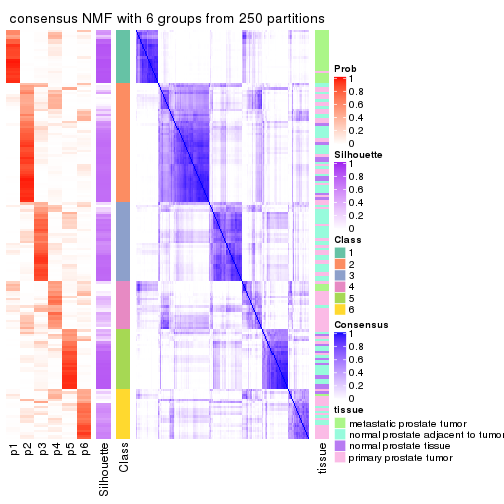 consensus NMF with 6 groups from 250 partitions
Prob
1
0.8
0.6
0.4
0.2
0
Silhouette
1
0.8
0.6
0.4
0.2
0
Class
1
2
3
4
5
6
Consensus
1
0.8
0.6
0.4
0.2
0
tissue
metastatic prostate tumor
normal prostate adjacent to tumor
normal prostate tissue
primary prostate tumor
p1
p2
p3
p4
p5
p6
Silhouette
Class
tissue